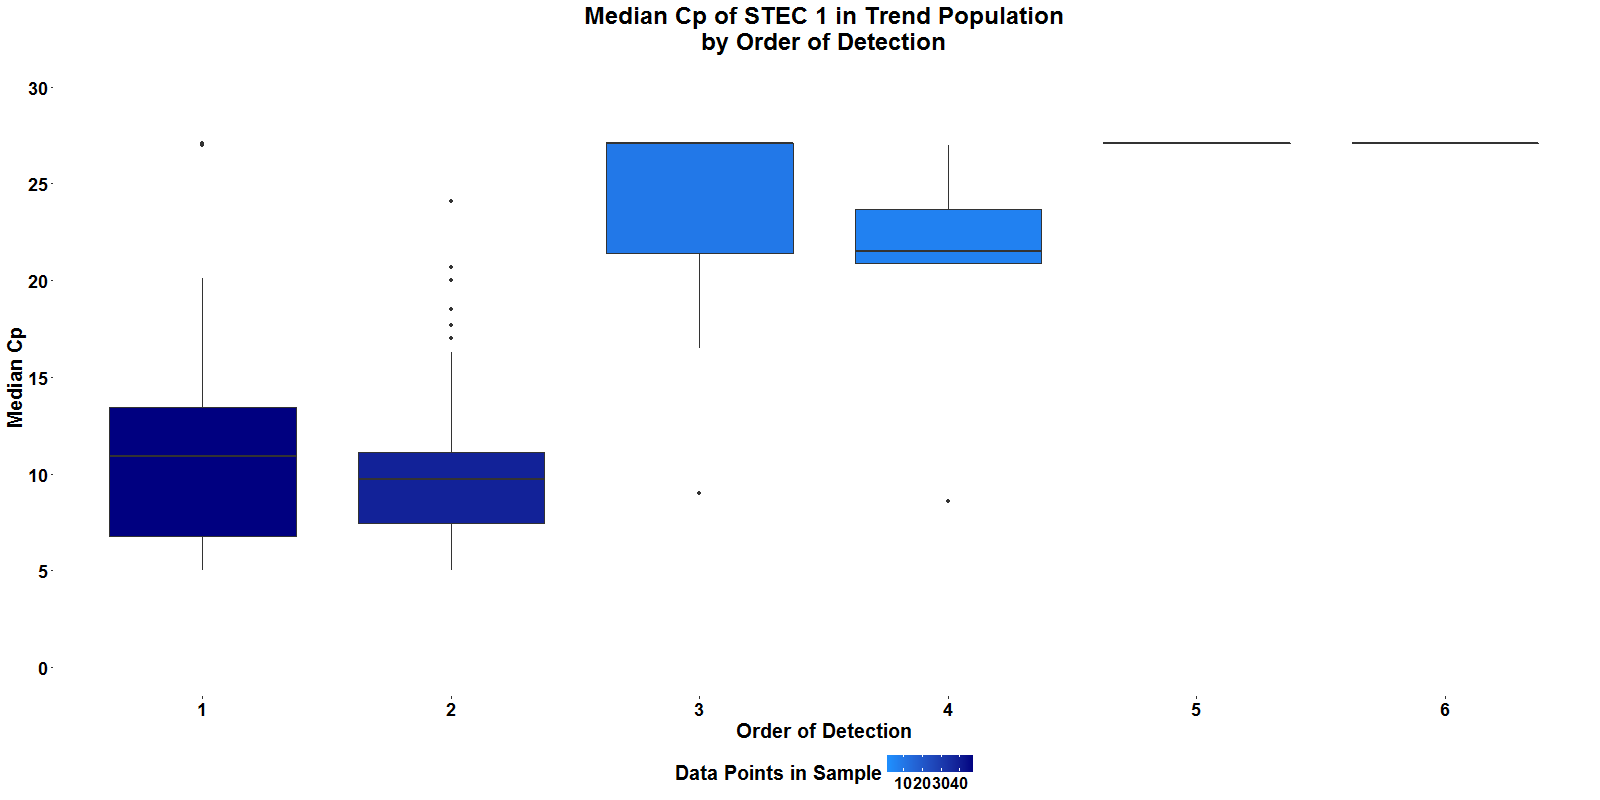 Median Cp of STEC 1 in Trend Population
by Order of Detection
30
25
20
15
10
5
0
Median Cp
1 2 3 4 5 6
Order of Detection
Data Points in Sample
10203040